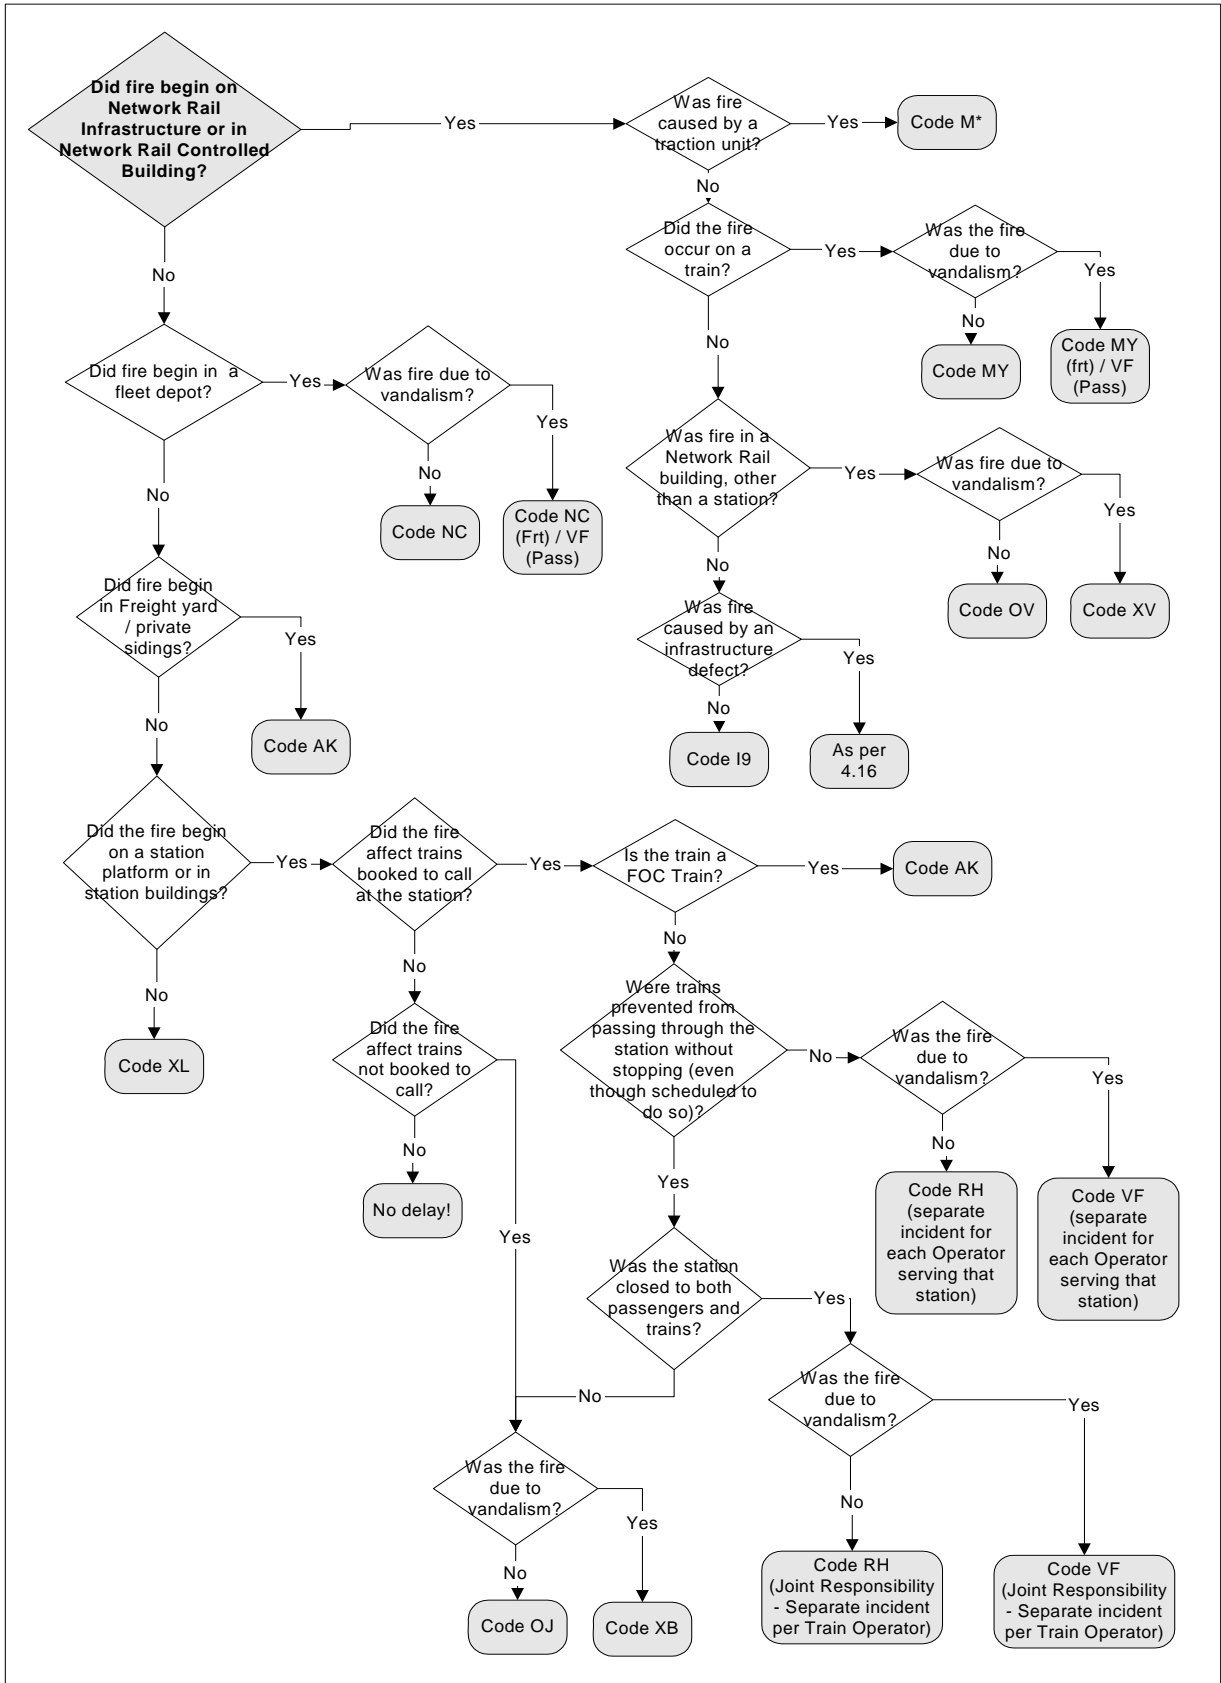 Did fire begin on
Network Rail
Infrastructure or in
Network Rail Controlled
Building?
Yes
Was fire
caused by a
traction unit?
Yes
Code M*
No
No
Did the fire
occur on a
train?
Yes
Was the fire
due to
vandalism?
Yes
No
Code MY
Code MY
(frt) / VF
(Pass)
No
Did fire begin in a
fleet depot?
Yes
Was fire due to
vandalism?
Yes
No
Code NC
Code NC
(Frt) / VF
(Pass)
No
Was fire in a
Network Rail
building, other
than a station?
Yes
Was fire due to
vandalism?
Yes
No
Code OV
Code XV
No
Was fire
caused by an
infrastructure
defect?
Yes
No
Code I9
As per
4.16
Did fire begin
in Freight yard
/ private
sidings?
Yes
No
Code AK
Did the fire begin
on a station
platform or in
station buildings?
Yes
No
Code XL
Did the fire
affect trains
booked to call
at the station?
Yes
Is the train a
FOC Train?
Yes
Code AK
No
No
Did the fire
affect trains
not booked to
call?
No
No delay!
Yes
Were trains
prevented from
passing through the
station without
stopping (even
though scheduled to
do so)?
No
Was the fire
due to
vandalism?
Yes
No
Code RH
(separate
incident for
each Operator
serving that
station)
Code VF
(separate
incident for
each Operator
serving that
station)
Yes
Was the station
closed to both
passengers and
trains?
Yes
No
Was the fire
due to
vandalism?
Yes
No
Code RH
(Joint Responsibility
- Separate incident
per Train Operator)
Code VF
(Joint Responsibility
- Separate incident
per Train Operator)
Was the fire
due to
vandalism?
Yes
No
Code OJ
Code XB